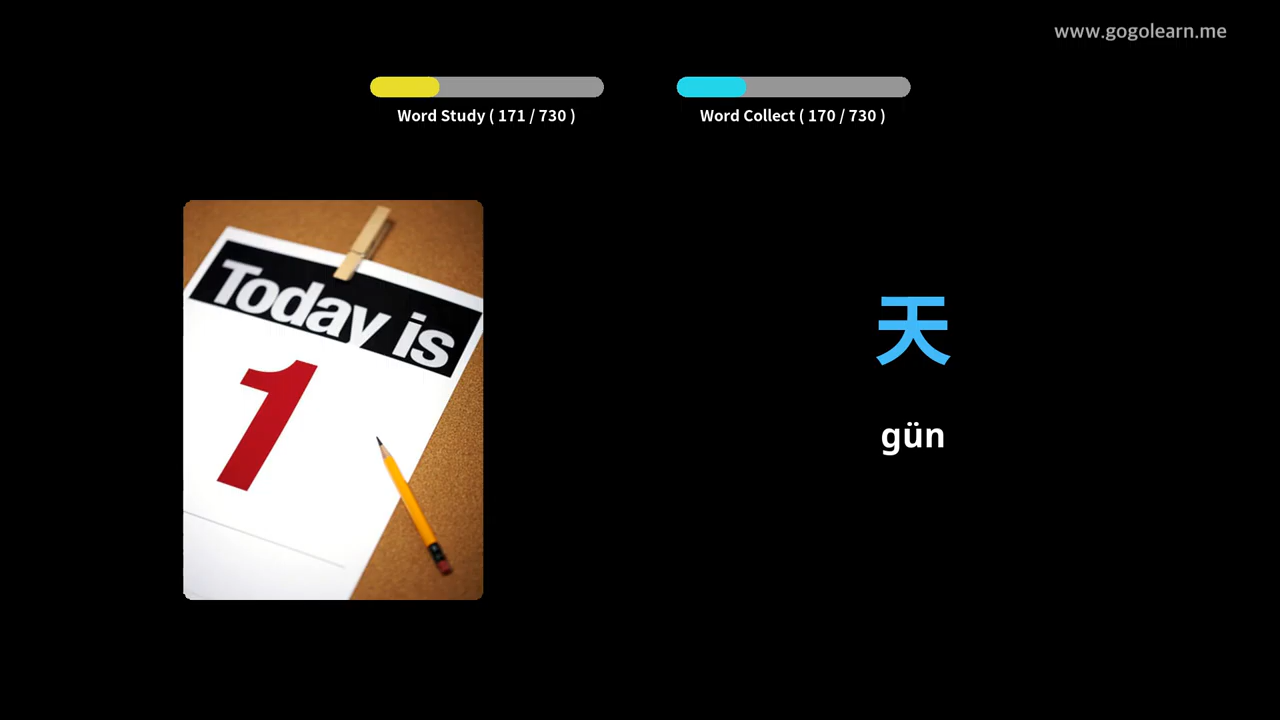 www.gogolearn.me
Word Study ( 171 / 730 )
Word Collect ( 170 / 730 )
Today is
1
天
gün